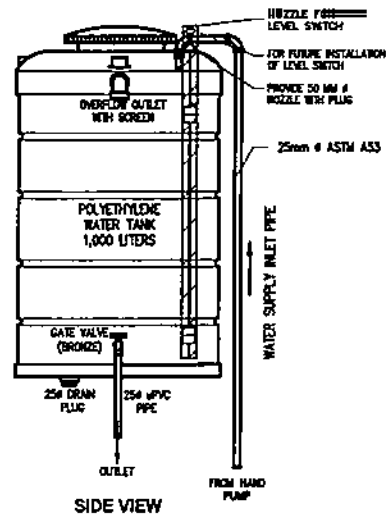 NOZZLE FOR
LEVEL SWITCH
FOR FUTURE INSTALLATION
OF LEVEL SWITCH
PROVIDE 50 MM ø
NOZZLE WITH PLUG
OVERFLOW OUTLET
WITH SCREEN
25mm ø ASTM A53
POLYETHYLENE
WATER TANK
1,000 LITERS
WATER SUPPLY INLET PIPE
GATE VALVE
(BRONZE)
25ø DRAIN
PLUG
25ø uPVC
PIPE
OUTLET
FROM HAND
PUMP
SIDE VIEW